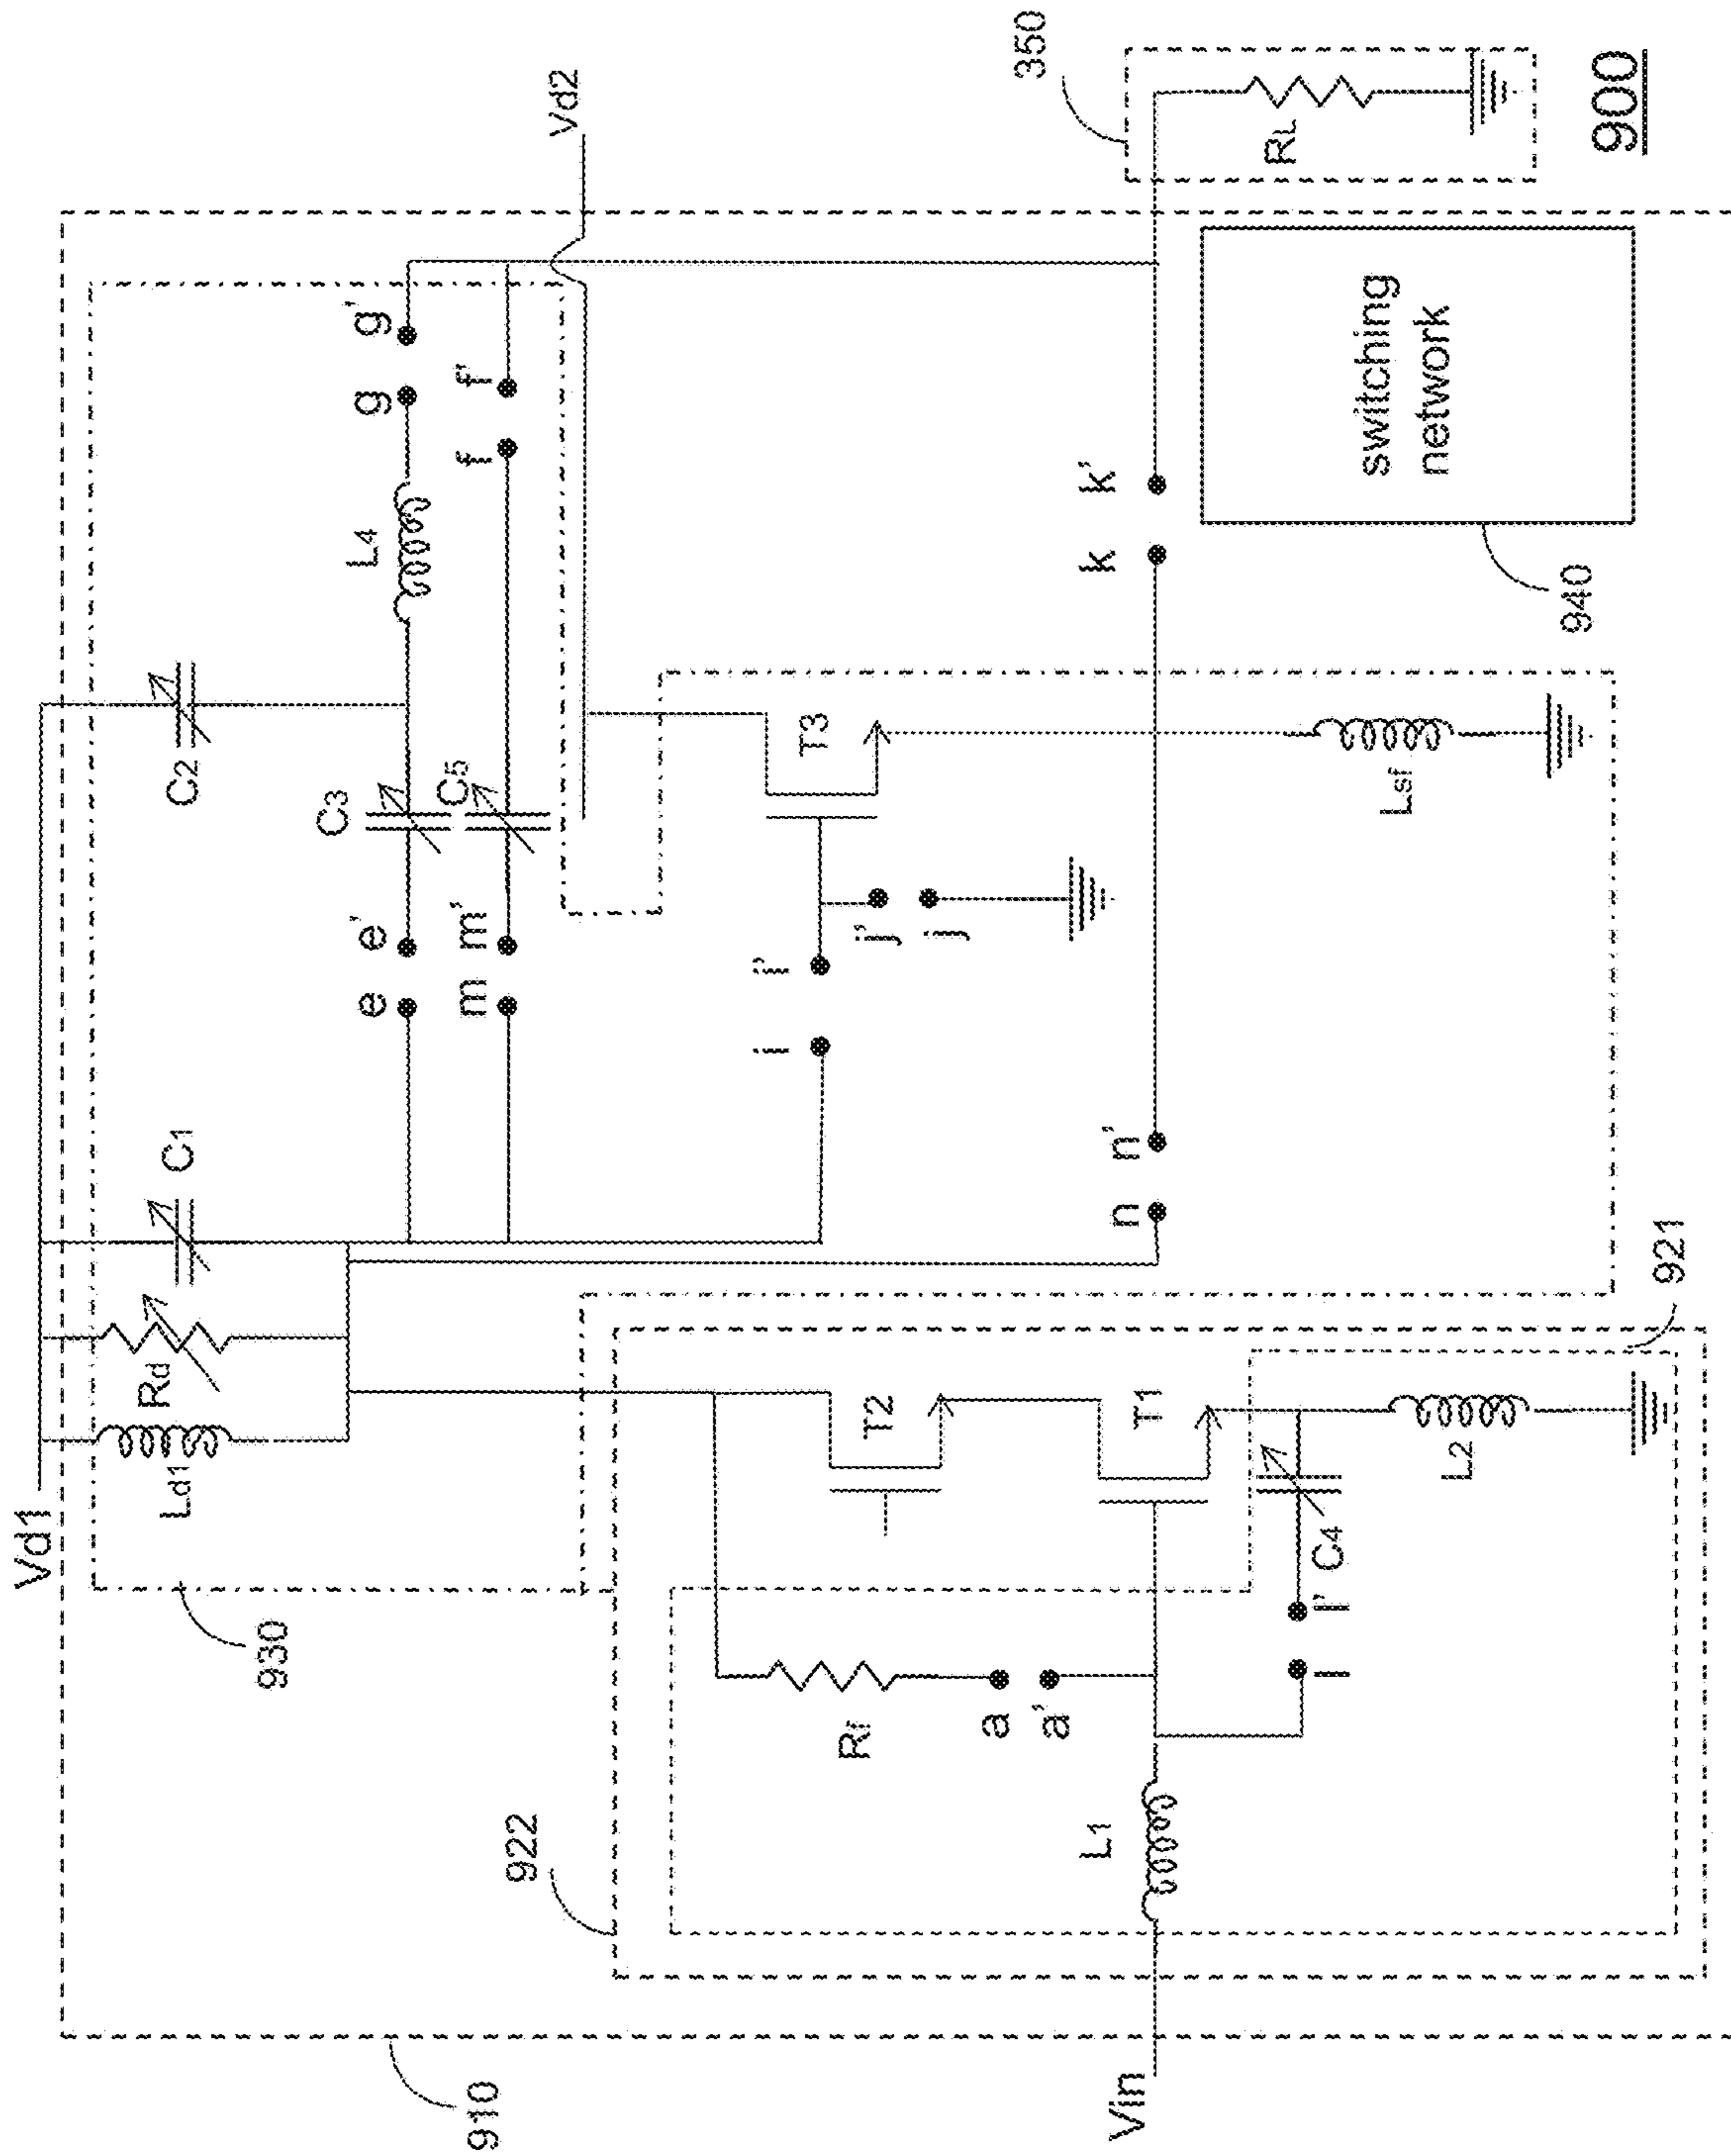 Vd1
Ld1
Rd
C1
C2
930
e
e'
C3
L4
g
g'
m
m'
C5
f
f'
Vd2
350
RL
i
i'
j'
j
T3
k
k'
n
n'
Lsf
switching
network
940
900
910
922
Rf
a
a'
T2
T1
Vin
L1
l
l'
C4
L2
921